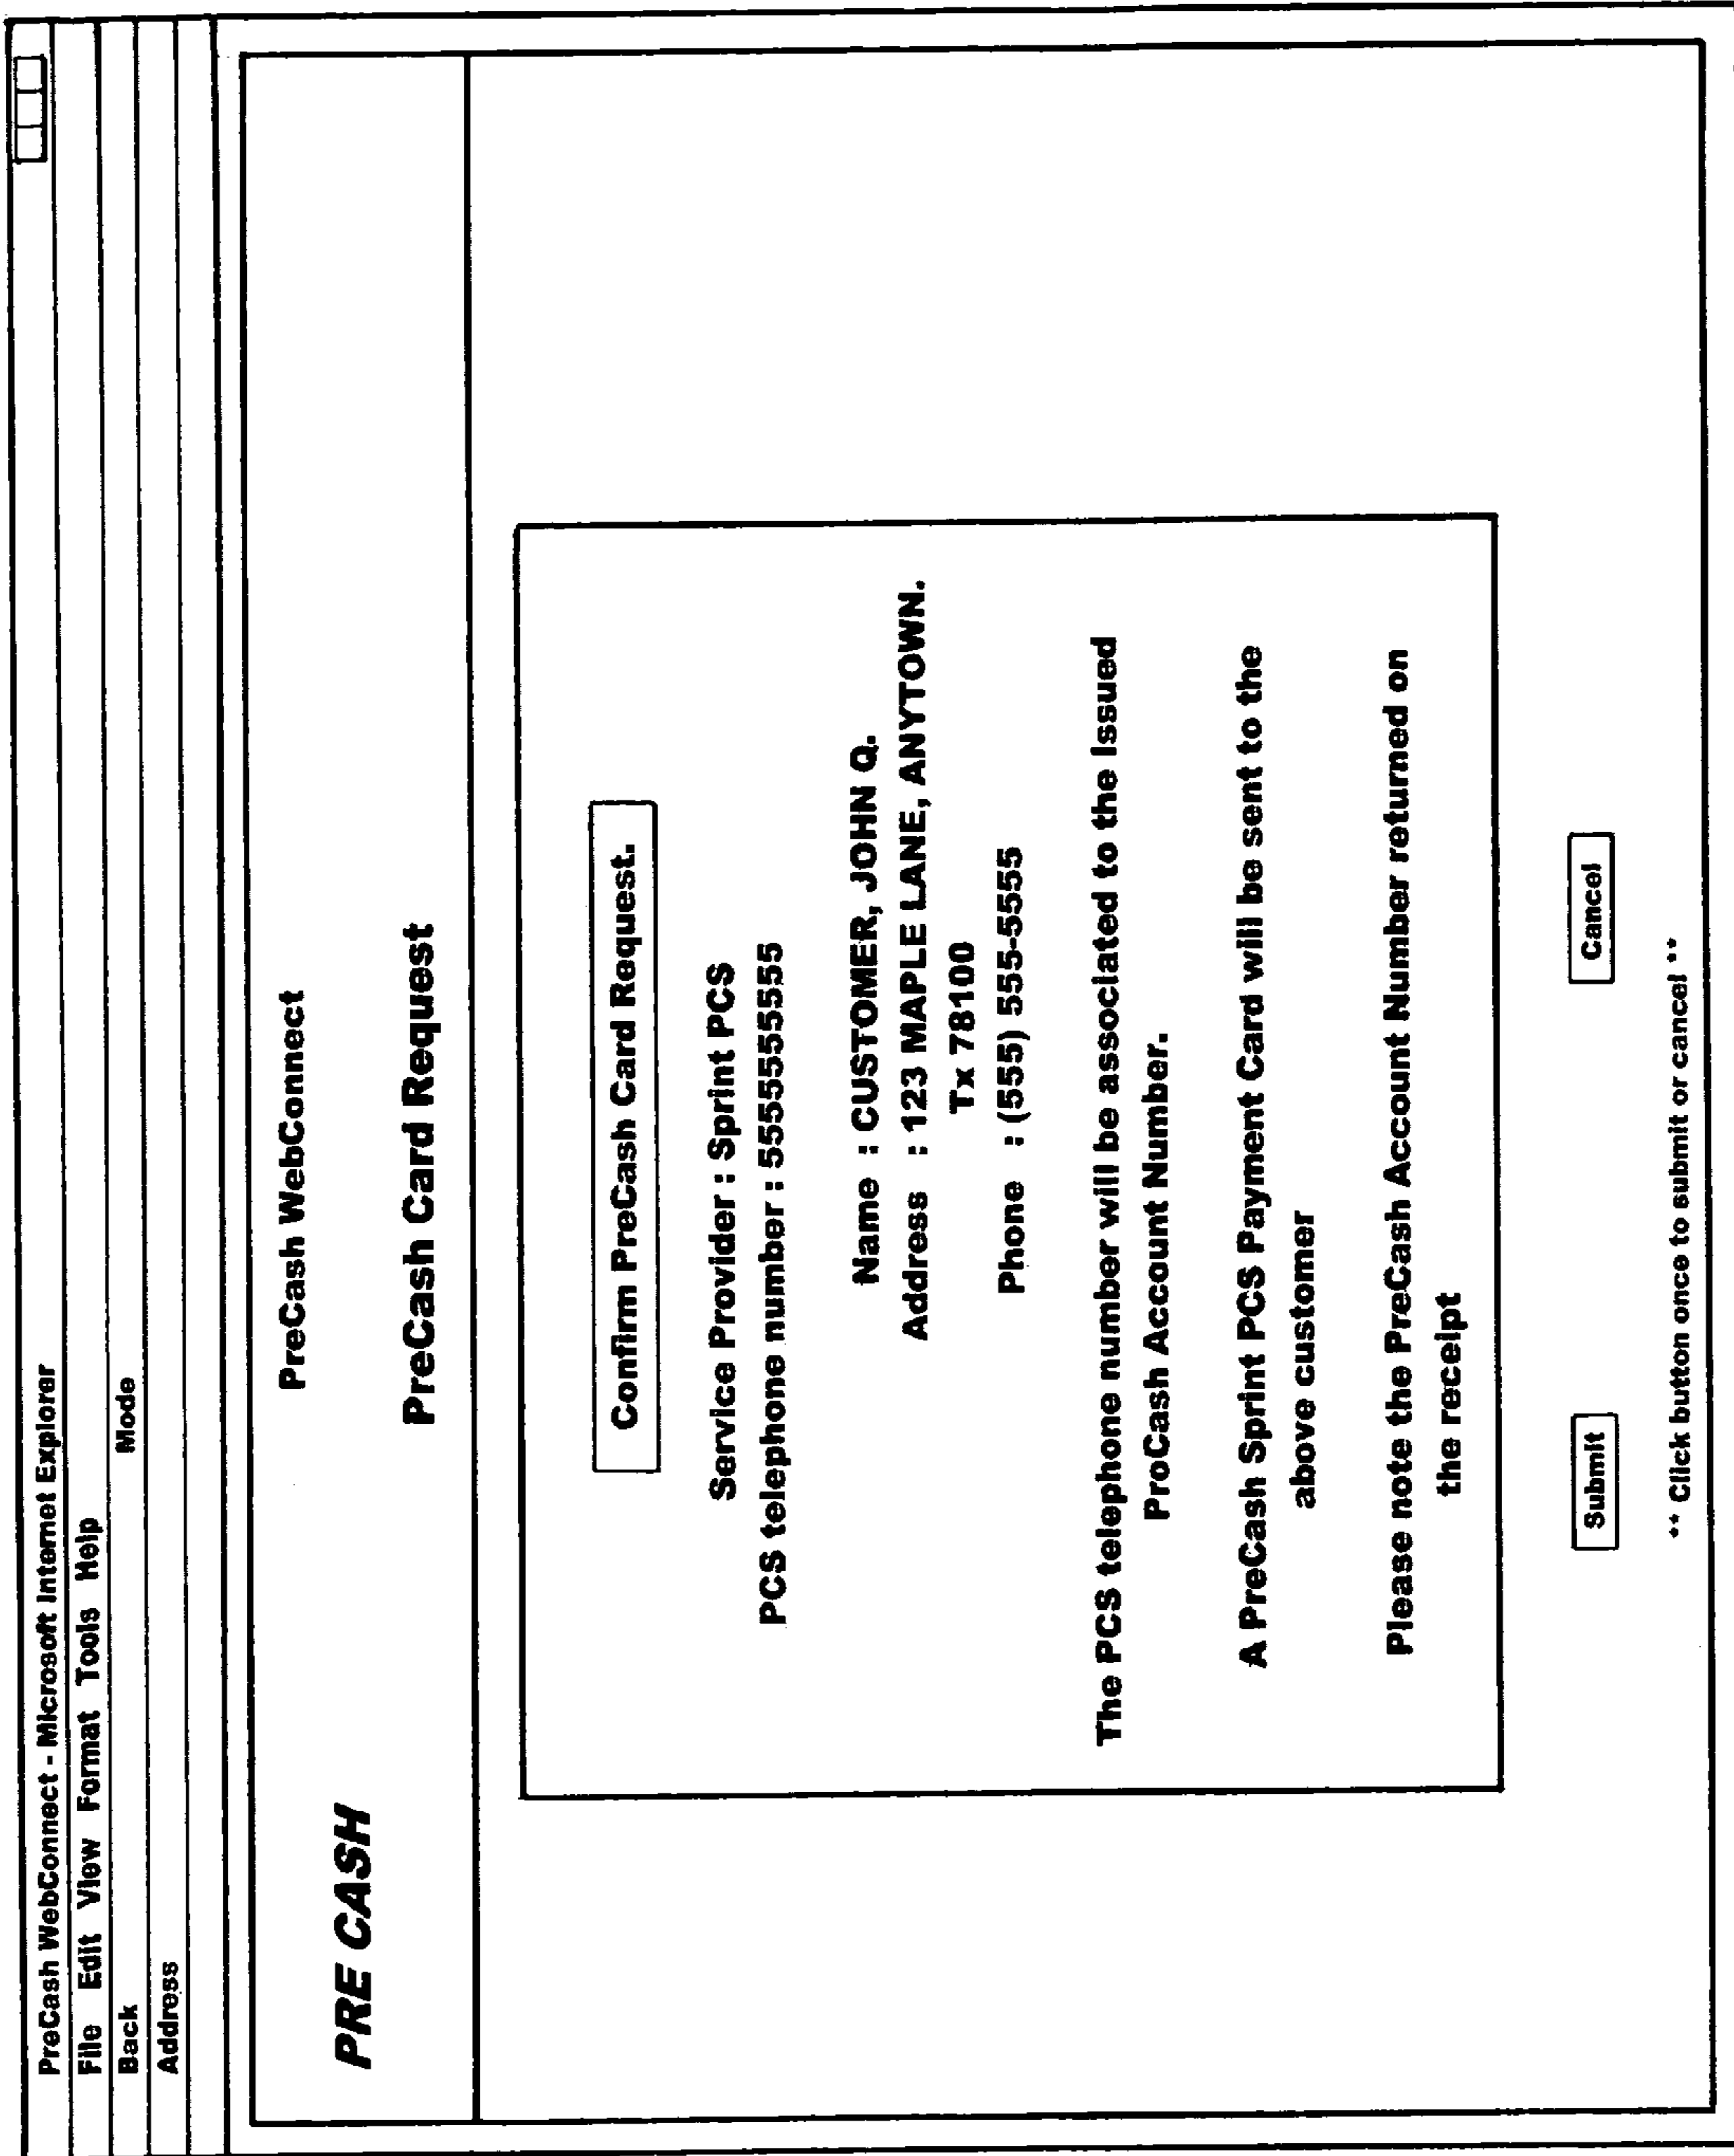 PreCash WebConnect - Microsoft Internet Explorer
File Edit View Format Tools Help
Back Mode
Address
PreCash WebConnect
PRE CASH
PreCash Card Request
Confirm PreCash Card Request.
Service Provider : Sprint PCS
PCS telephone number : 5555555555
Name : CUSTOMER, JOHN Q.
Address : 123 MAPLE LANE, ANYTOWN.
Tx 78100
Phone : (555) 555-5555
The PCS telephone number will be associated to the Issued
ProCash Account Number.
A PreCash Sprint PCS Payment Card will be sent to the
above customer
Please note the PreCash Account Number returned on
the receipt
Submit Cancel
** Click button once to submit or cancel **